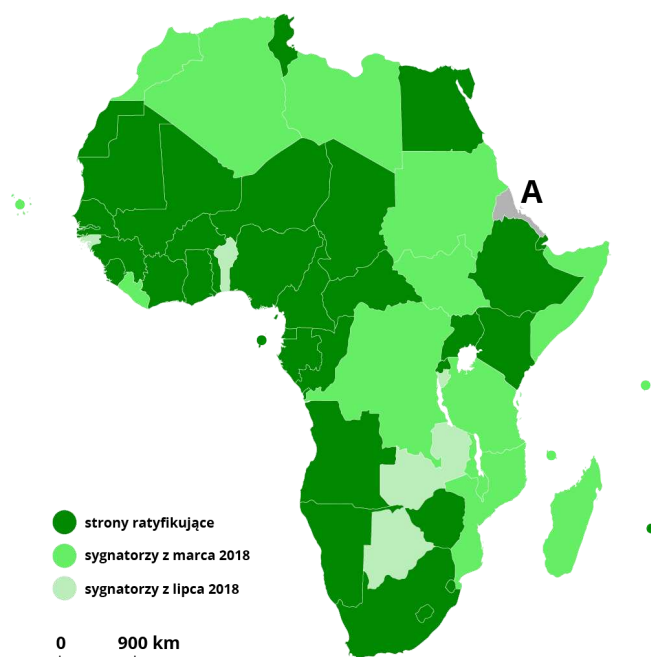 A
strony ratyfikujące
sygnatorzy z marca 2018
sygnatorzy z lipca 2018
0 900 km